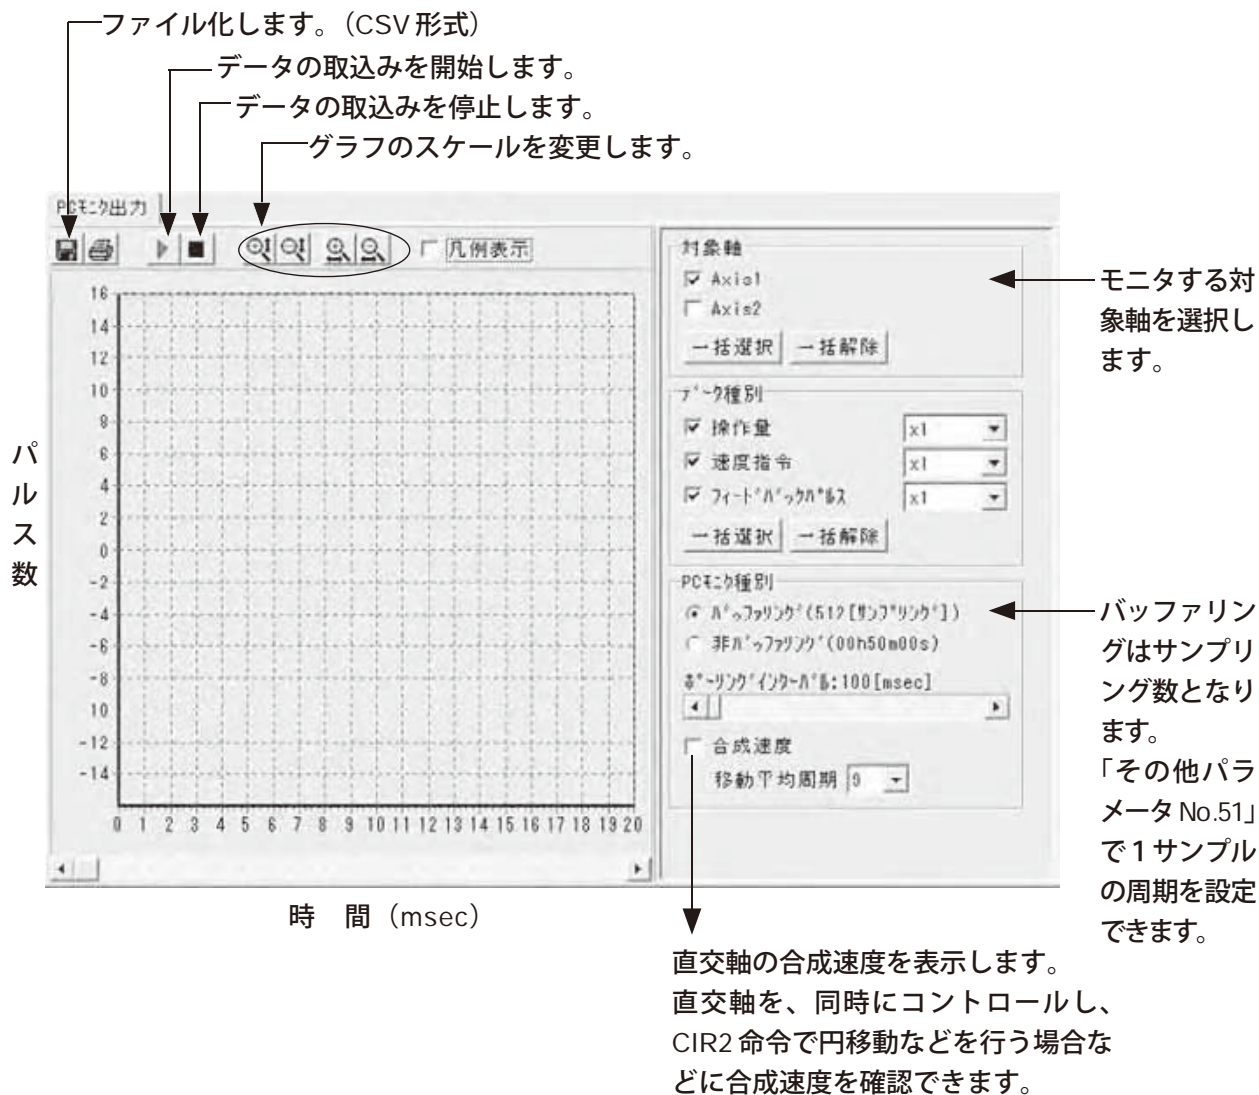 ファイル化します。（CSV 形式）
データの取込みを開始します。
データの取込みを停止します。
グラフのスケールを変更します。
PCﾓﾆﾀ出力
凡例表示
16
14
12
10
8
6
4
2
0
-2
-4
-6
-8
10
-12
-14
0 1 2 3 4 5 6 7 8 9 10 11 12 13 14 15 16 17 18 19 20
パルス数
時　間（msec）
対象軸
Axis1
Axis2
一括選択 一括解除
ﾃﾞｰﾀ種別
操作量 x1
速度指令 x1
ﾌｨｰﾄﾞﾊﾞｯｸﾊﾟﾙｽ x1
一括選択 一括解除
PCﾓﾆﾀ種別
ﾊﾞｯﾌｧﾘﾝｸﾞ(512[ｻﾝﾌﾟﾘﾝｸﾞ])
非ﾊﾞｯﾌｧﾘﾝｸﾞ(00h50m00s)
ﾎﾟｰﾘﾝｸﾞｲﾝﾀｰﾊﾞﾙ:100[msec]
合成速度
移動平均周期
モニタする対
象軸を選択し
ます。
バッファリン
グはサンプリ
ング数となり
ます。
「その他パラ
メータ No.51」
で１サンプル
の周期を設定
できます。
直交軸の合成速度を表示します。
直交軸を、同時にコントロールし、
CIR2 命令で円移動などを行う場合な
どに合成速度を確認できます。